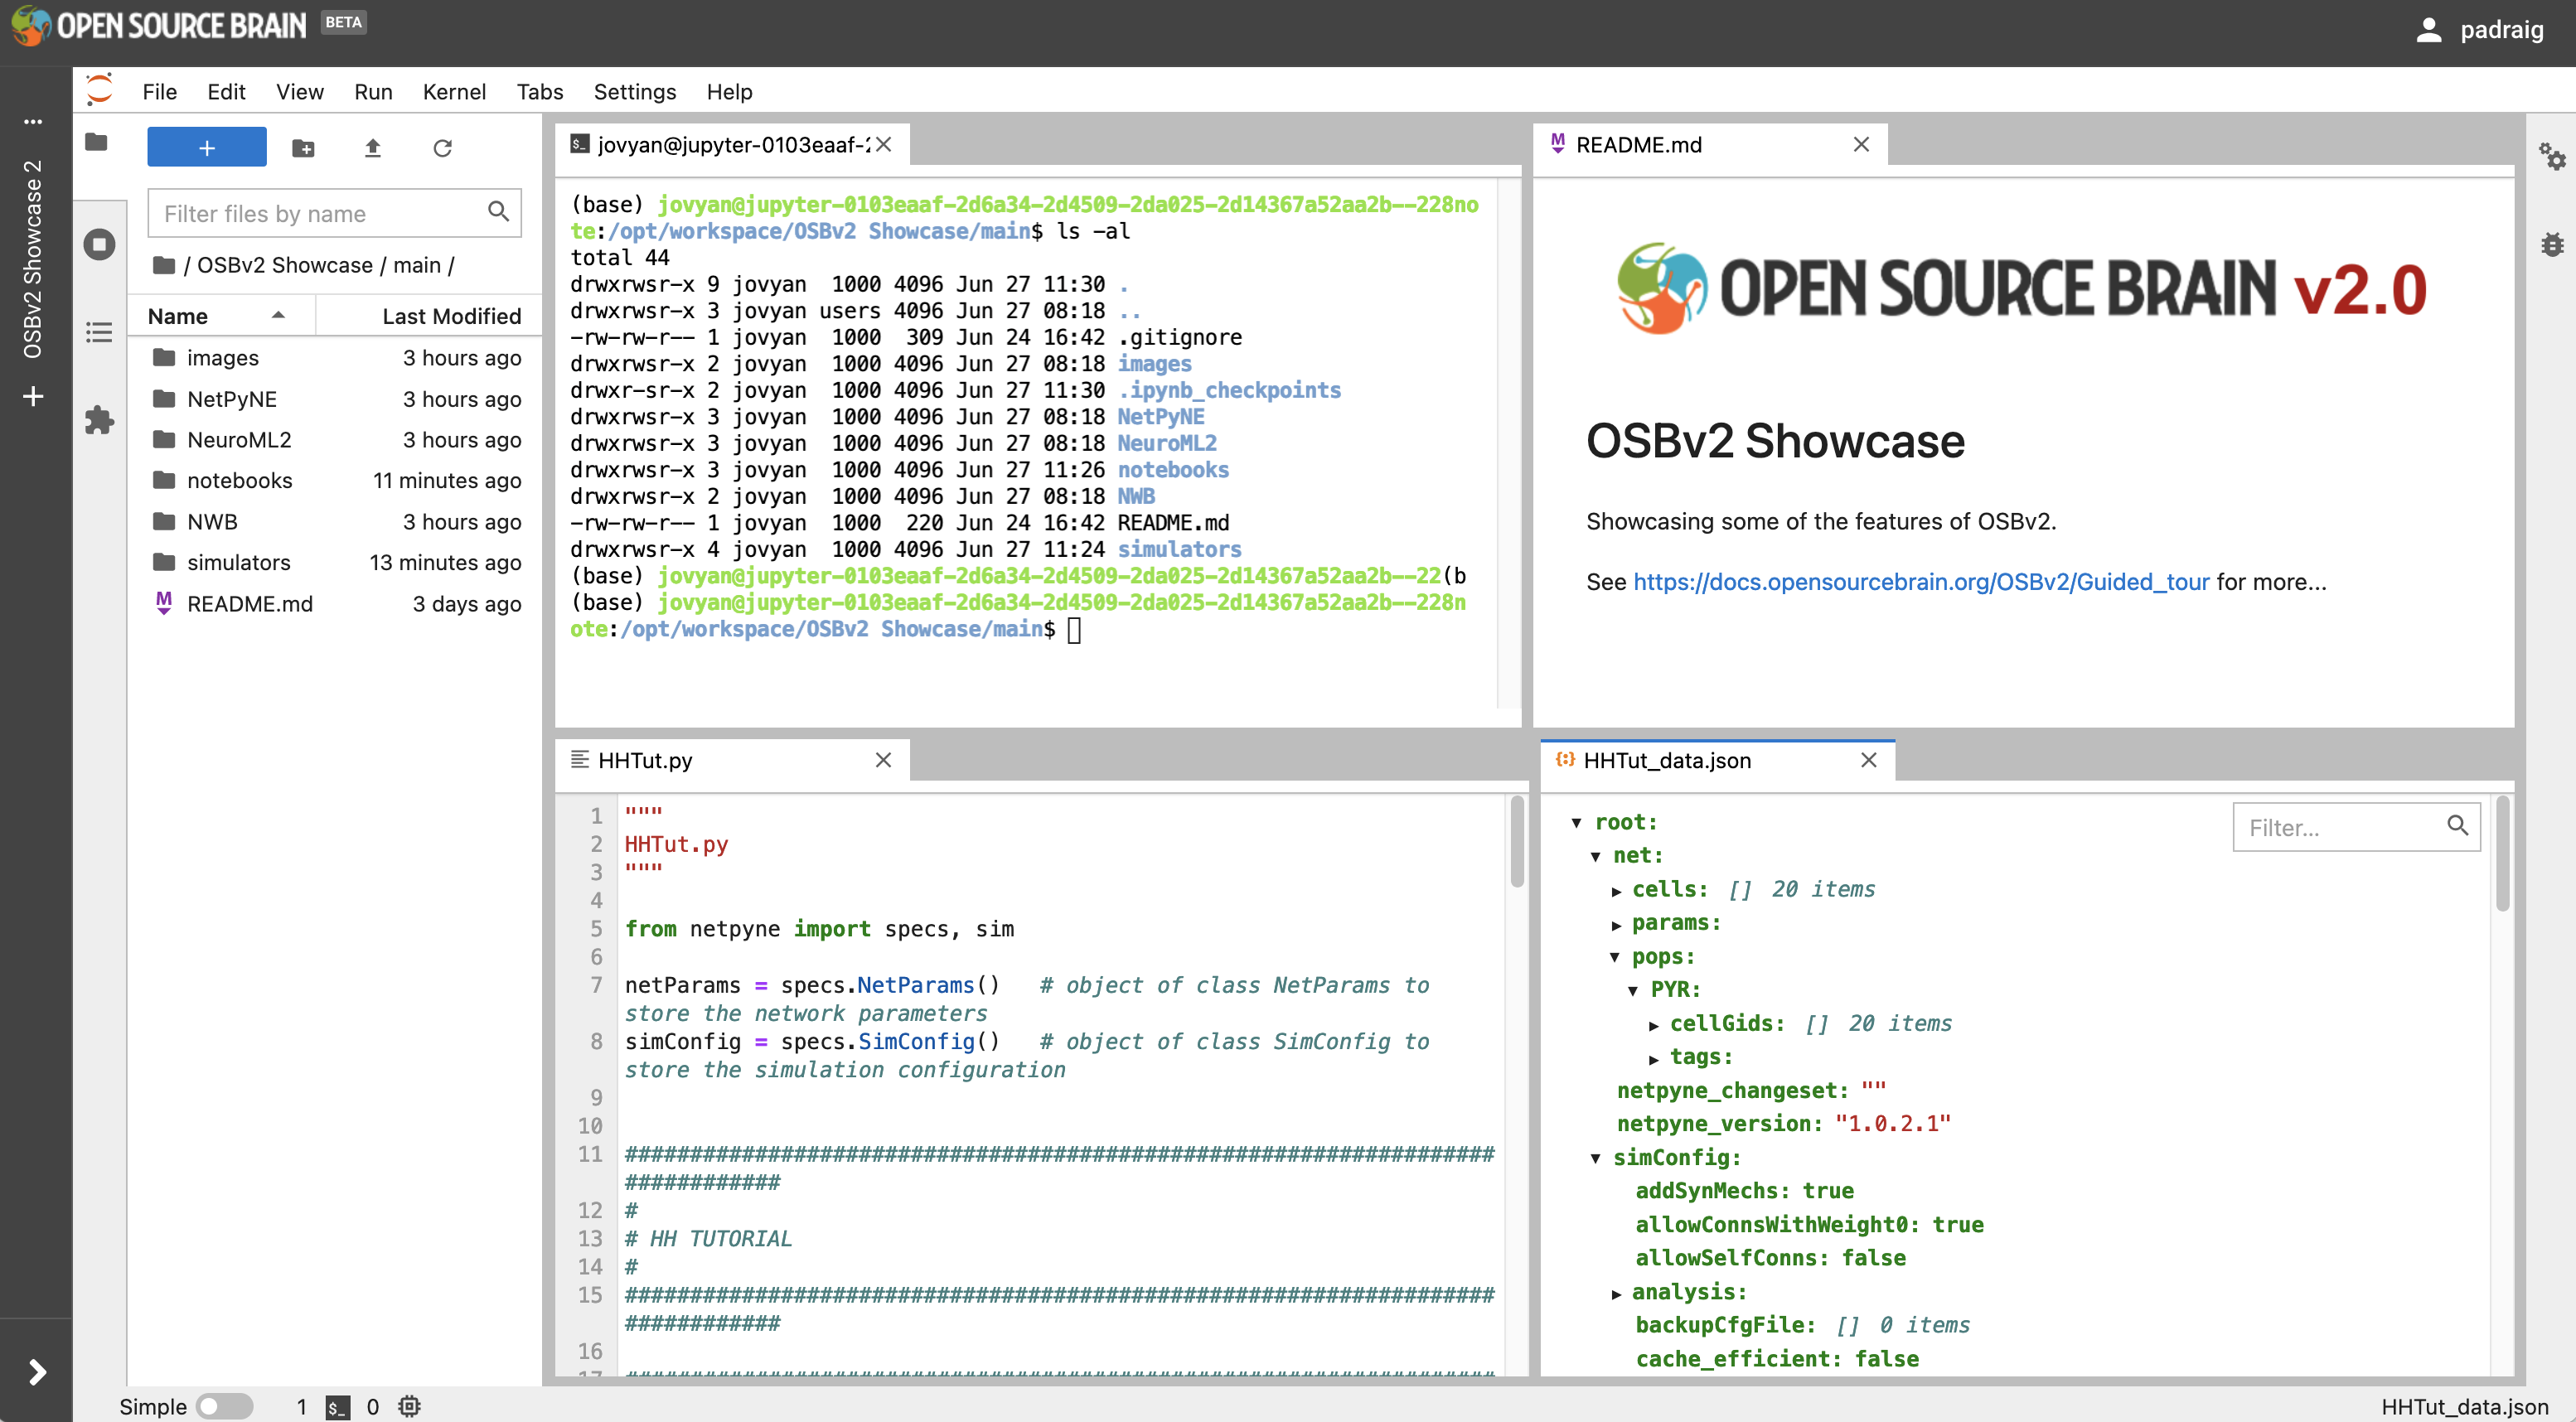 OPEN SOURCE BRAIN BETA
padraig
File Edit View Run Kernel Tabs Settings Help
... OSBv2 Showcase 2 +
+
Filter files by name
/ OSBv2 Showcase / main /
Name Last Modified
images 3 hours ago
NetPyNE 3 hours ago
NeuroML2 3 hours ago
notebooks 11 minutes ago
NWB 3 hours ago
simulators 13 minutes ago
README.md 3 days ago
jovyan@jupyter-0103eaaf-2
(base) jovyan@jupyter-0103eaaf-2d6a34-2d4509-2da025-2d14367a52aa2b--228no
te:/opt/workspace/OSBv2 Showcase/main$ ls -al
total 44
drwxrwsr-x 9 jovyan  1000 4096 Jun 27 11:30 .
drwxrwsr-x 3 jovyan users 4096 Jun 27 08:18 ..
-rw-rw-r-- 1 jovyan  1000  309 Jun 24 16:42 .gitignore
drwxrwsr-x 2 jovyan  1000 4096 Jun 27 08:18 images
drwxr-sr-x 2 jovyan  1000 4096 Jun 27 11:30 .ipynb_checkpoints
drwxrwsr-x 3 jovyan  1000 4096 Jun 27 08:18 NetPyNE
drwxrwsr-x 3 jovyan  1000 4096 Jun 27 08:18 NeuroML2
drwxrwsr-x 3 jovyan  1000 4096 Jun 27 11:26 notebooks
drwxrwsr-x 2 jovyan  1000 4096 Jun 27 08:18 NWB
-rw-rw-r-- 1 jovyan  1000  220 Jun 24 16:42 README.md
drwxrwsr-x 4 jovyan  1000 4096 Jun 27 11:24 simulators
(base) jovyan@jupyter-0103eaaf-2d6a34-2d4509-2da025-2d14367a52aa2b--22(b
(base) jovyan@jupyter-0103eaaf-2d6a34-2d4509-2da025-2d14367a52aa2b--228n
ote:/opt/workspace/OSBv2 Showcase/main$
README.md
OPEN SOURCE BRAIN v2.0
OSBv2 Showcase
Showcasing some of the features of OSBv2.
See https://docs.opensourcebrain.org/OSBv2/Guided_tour for more...
HHTut.py
1 """
2 HHTut.py
3 """
4
5 from netpyne import specs, sim
6
7 netParams = specs.NetParams()   # object of class NetParams to
store the network parameters
8 simConfig = specs.SimConfig()   # object of class SimConfig to
store the simulation configuration
9
10
11 ###################################################################
############
12 #
13 # HH TUTORIAL
14 #
15 ###################################################################
############
16
17 ###################################################################
HHTut_data.json
Filter...
root:
net:
cells: [] 20 items
params:
pops:
PYR:
cellGids: [] 20 items
tags:
netpyne_changeset: ""
netpyne_version: "1.0.2.1"
simConfig:
addSynMechs: true
allowConnsWithWeight0: true
allowSelfConns: false
analysis:
backupCfgFile: [] 0 items
cache_efficient: false
Simple 1 $_ 0
HHTut_data.json